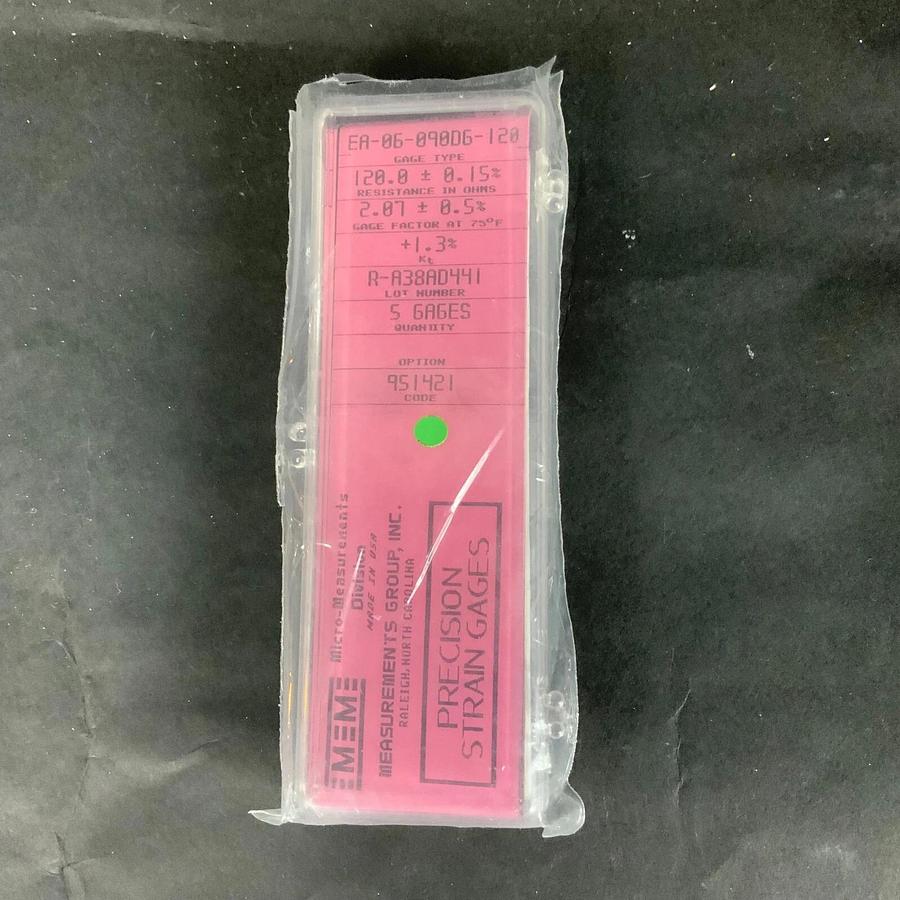 EA-06-090DG-120
GAGE TYPE
120.0 ± 0.15%
RESISTANCE IN OHMS
2.07 ± 0.5%
GAGE FACTOR AT 75°F
+1.3%
Kt
R-A38AD441
LOT NUMBER
5 GAGES
QUANTITY
OPTION
951421
CODE
MM
Micro-Measurements
Division
MADE IN USA
MEASUREMENTS GROUP, INC.
RALEIGH, NORTH CAROLINA
PRECISION
STRAIN GAGES